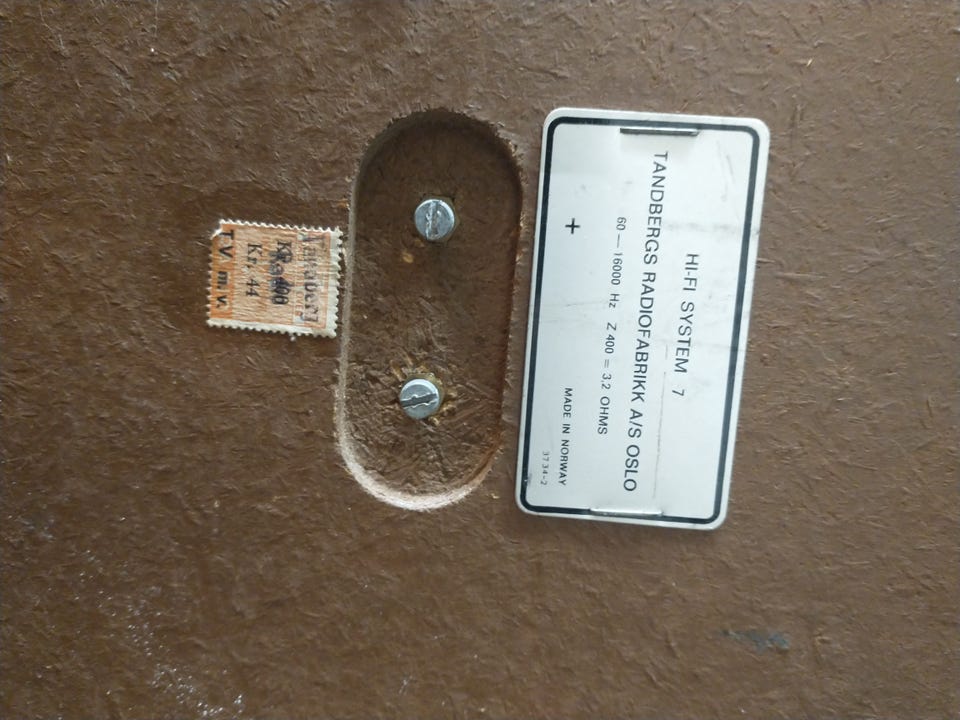 HI-FI SYSTEM 7
TANDBERGS RADIOFABRIKK A/S OSLO
60 — 16000 Hz Z 400 = 3,2 OHMS
+ MADE IN NORWAY
3734-2
Kr. 44
T.V. m.v.